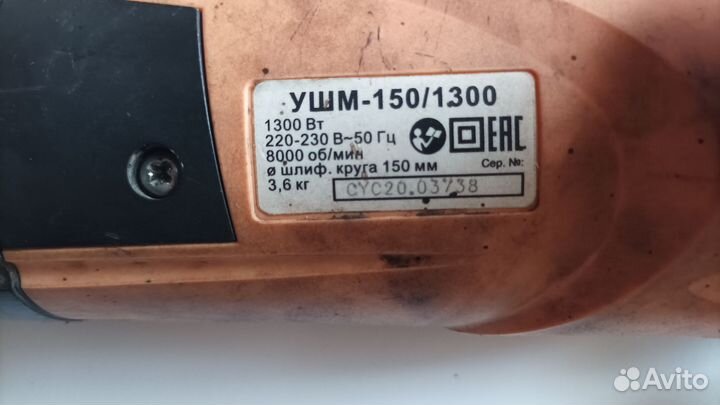 УШМ-150/1300
1300 Вт
220-230 В~50 Гц
8000 об/мин
ø шлиф. круга 150 мм
Сер. №:
3,6 кг
CYC20.03738
EAC
Avito